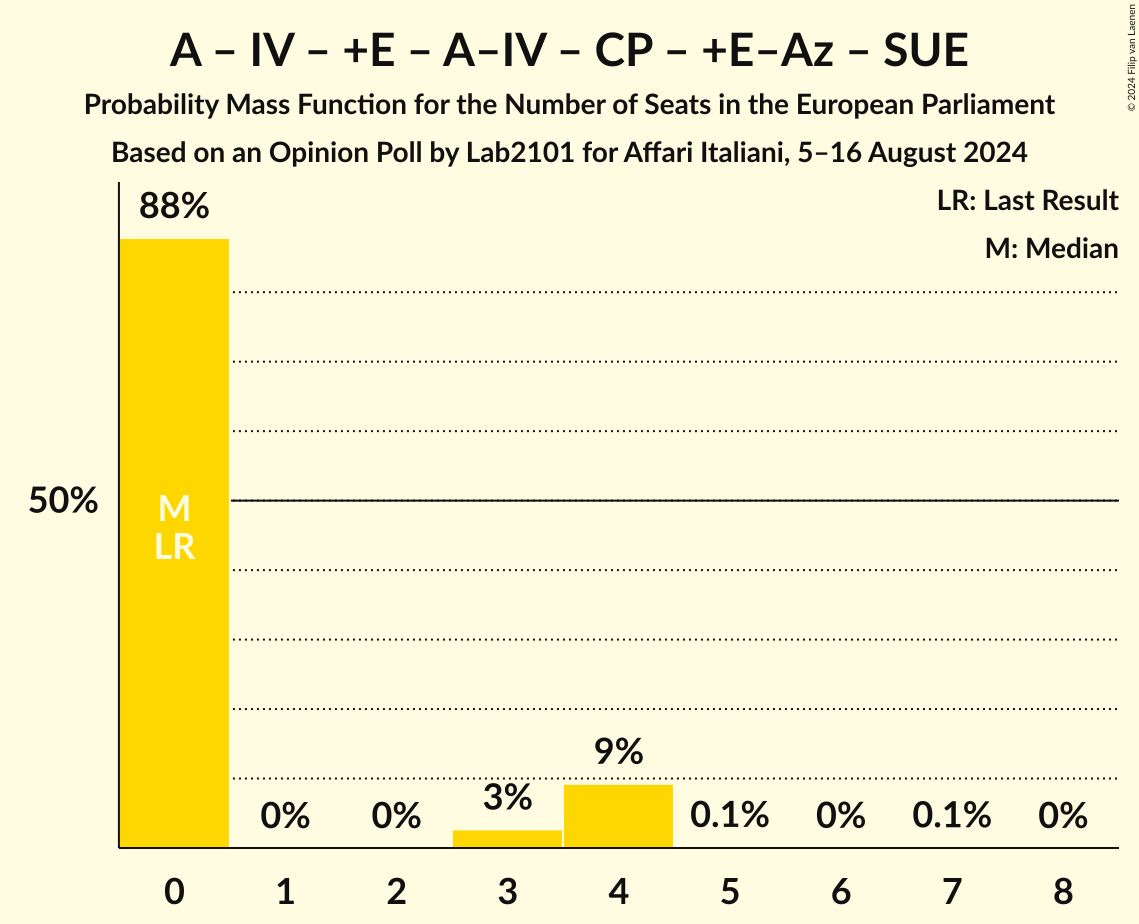 A – IV – +E – A–IV – CP – +E–Az – SUE
Probability Mass Function for the Number of Seats in the European Parliament
Based on an Opinion Poll by Lab2101 for Affari Italiani, 5–16 August 2024
© 2024 Filip van Laenen
LR: Last Result
M: Median
88%
50%
M
LR
0%
0%
3%
9%
0.1%
0%
0.1%
0%
0
1
2
3
4
5
6
7
8